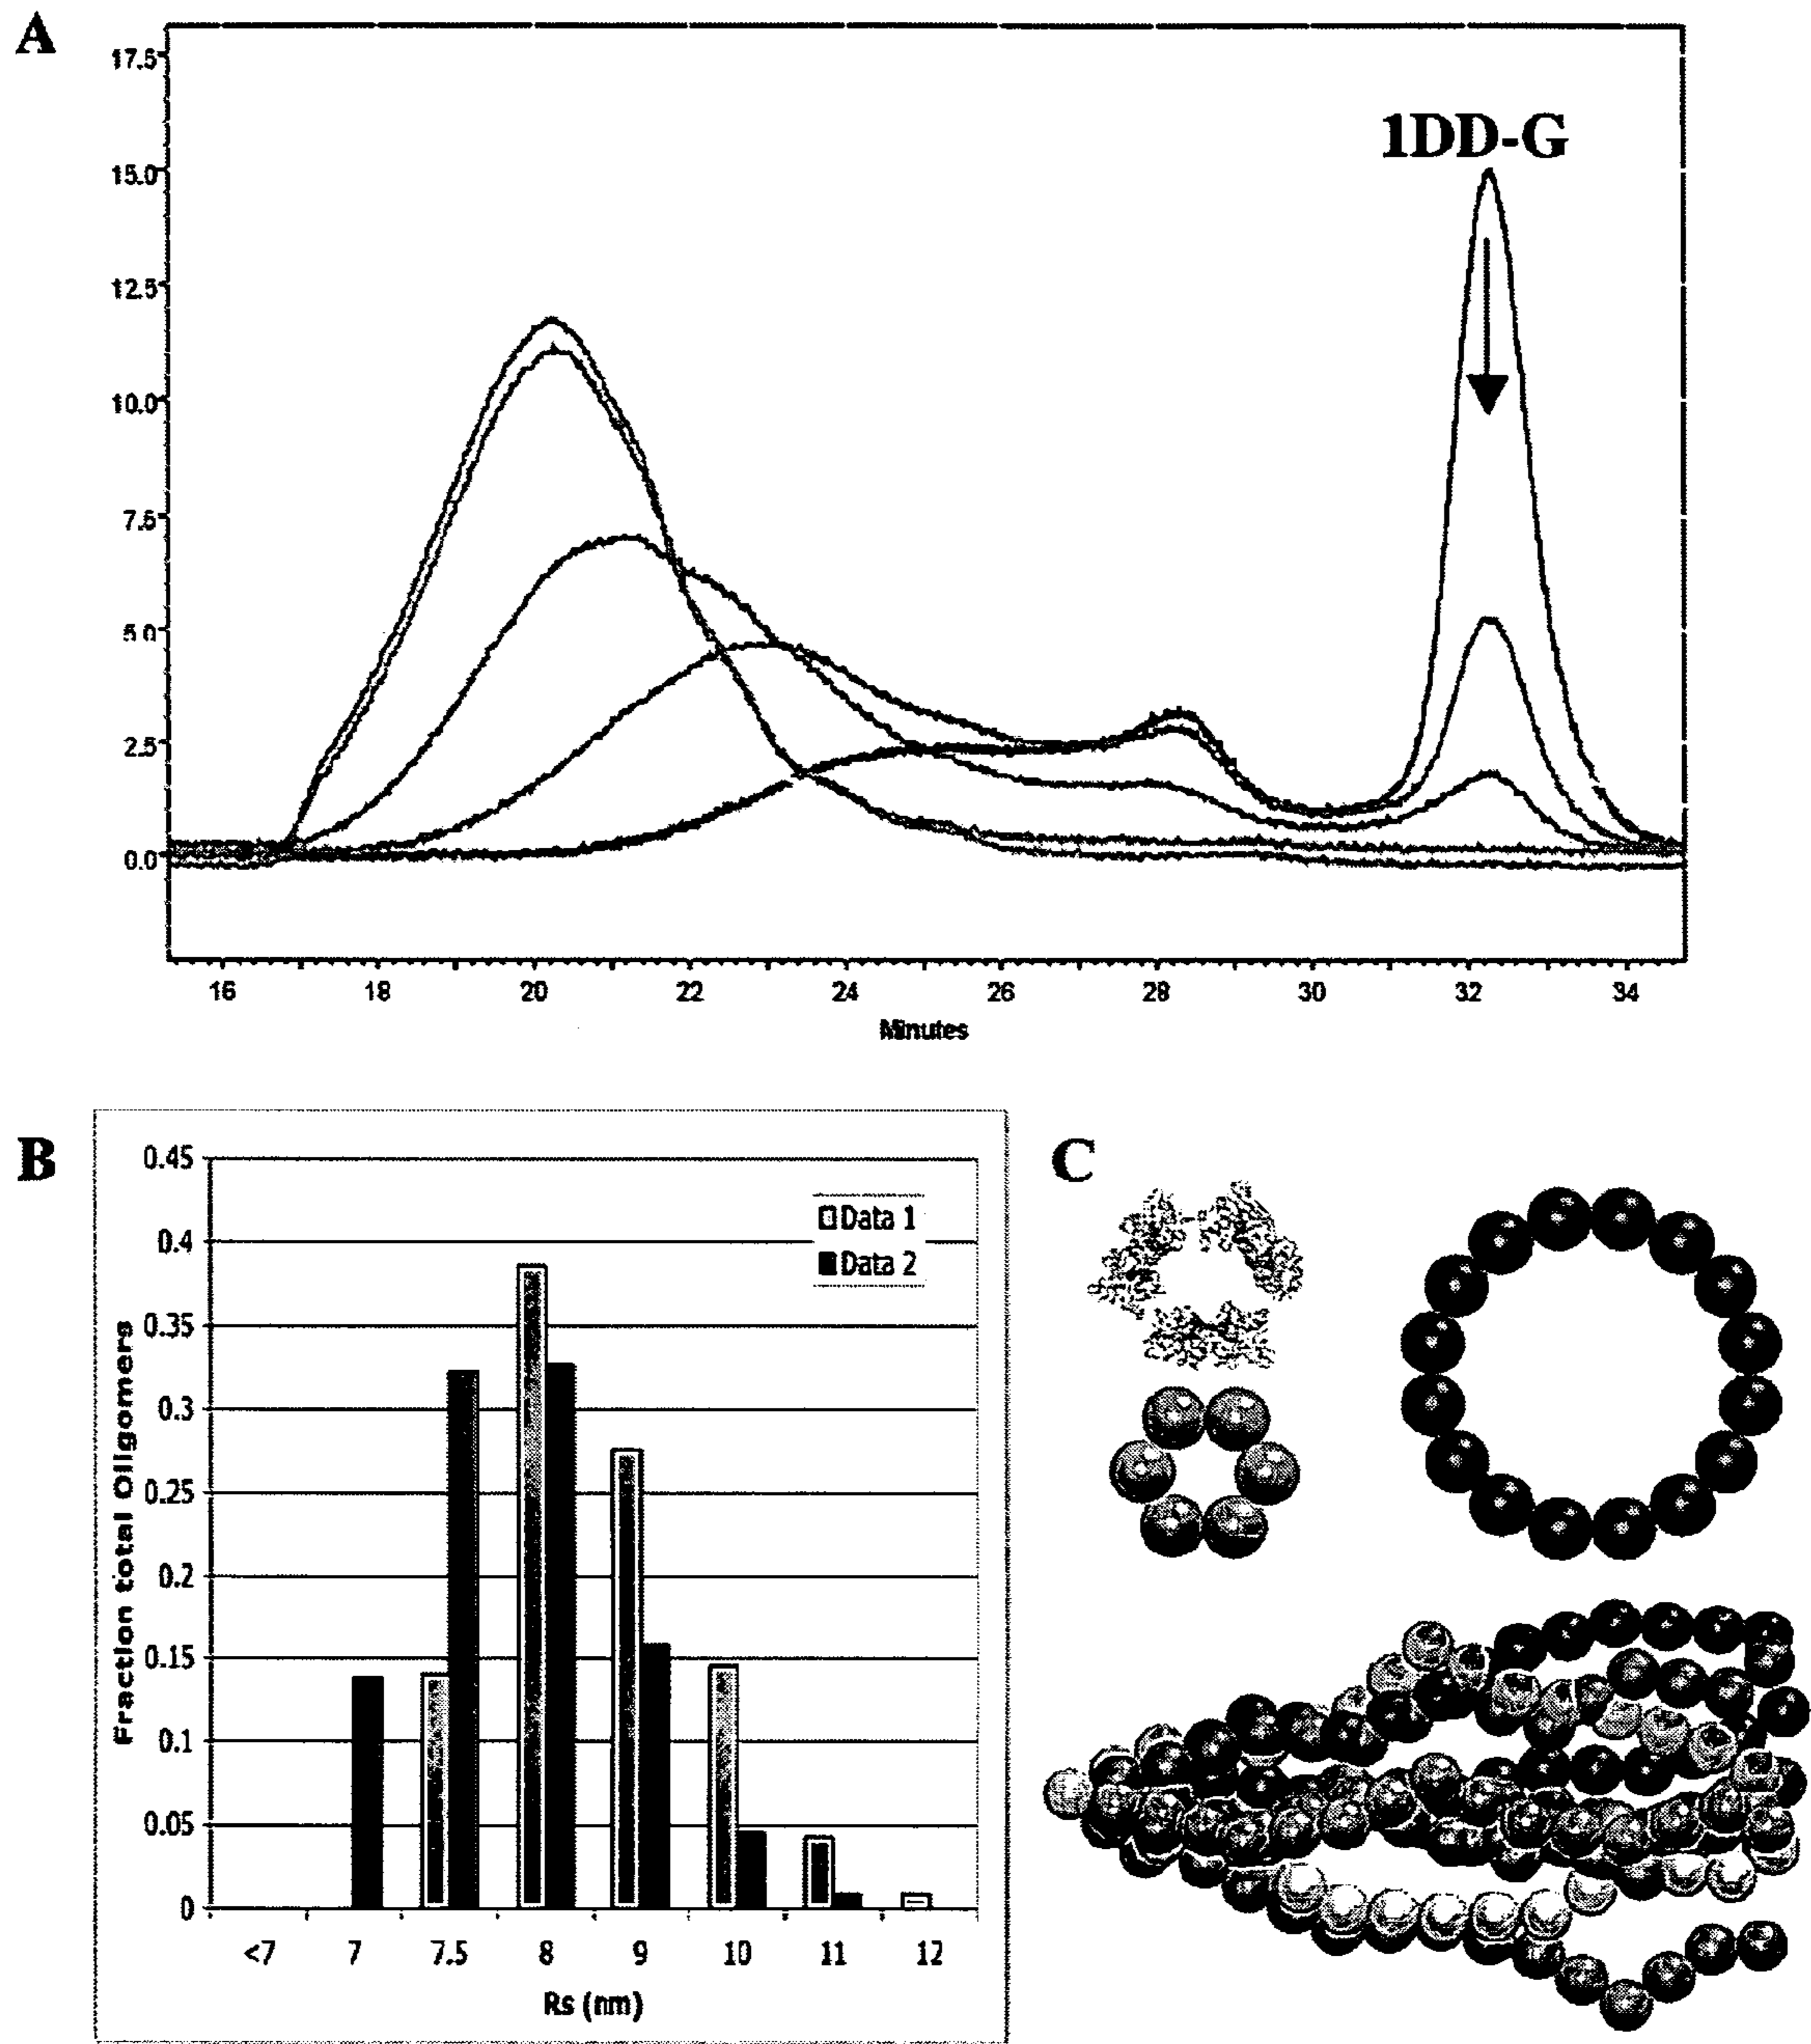 A
17.5
15.0
12.5
10.0
7.5
5.0
2.5
0.0
1DD-G
16 18 20 22 24 26 28 30 32 34
Minutes
B
0.45
0.4
0.35
0.3
0.25
0.2
0.15
0.1
0.05
0
Fraction total Oligomers
Data 1
Data 2
<7 7 7.5 8 9 10 11 12
Rs (nm)
C